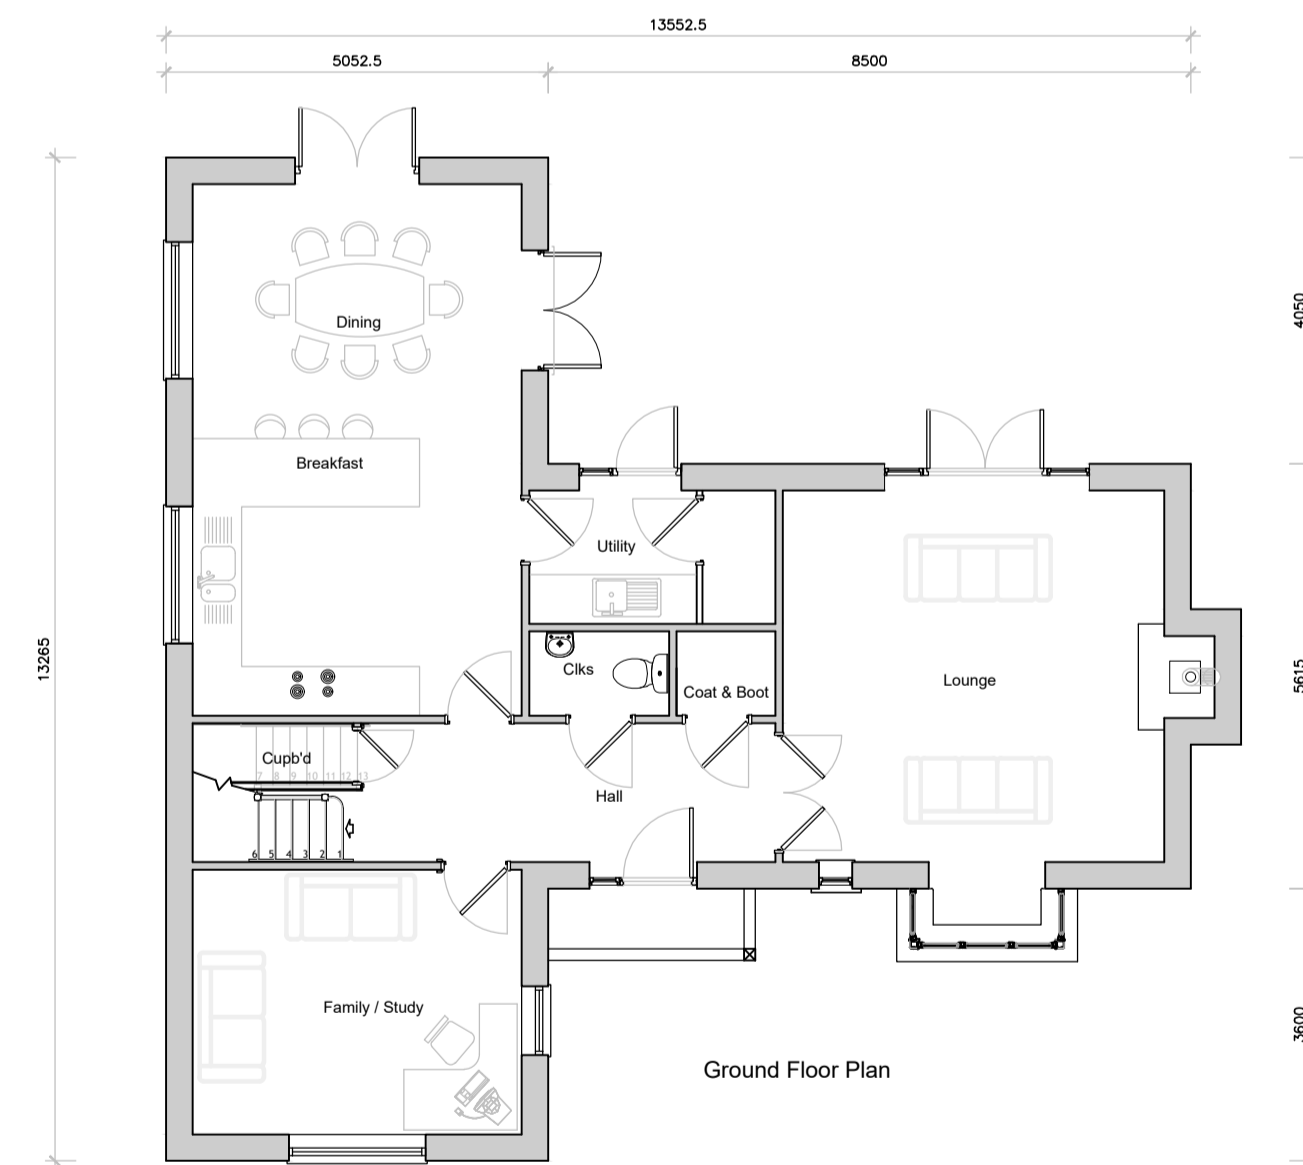 13552.5
5052.5
8500
4050
Dining
Breakfast
Utility
13265
Clks
Lounge
5615
Coat & Boot
Cupb'd
7 8 9 10 11 12 13
Hall
6 5 4 3 2 1
Family / Study
3600
Ground Floor Plan